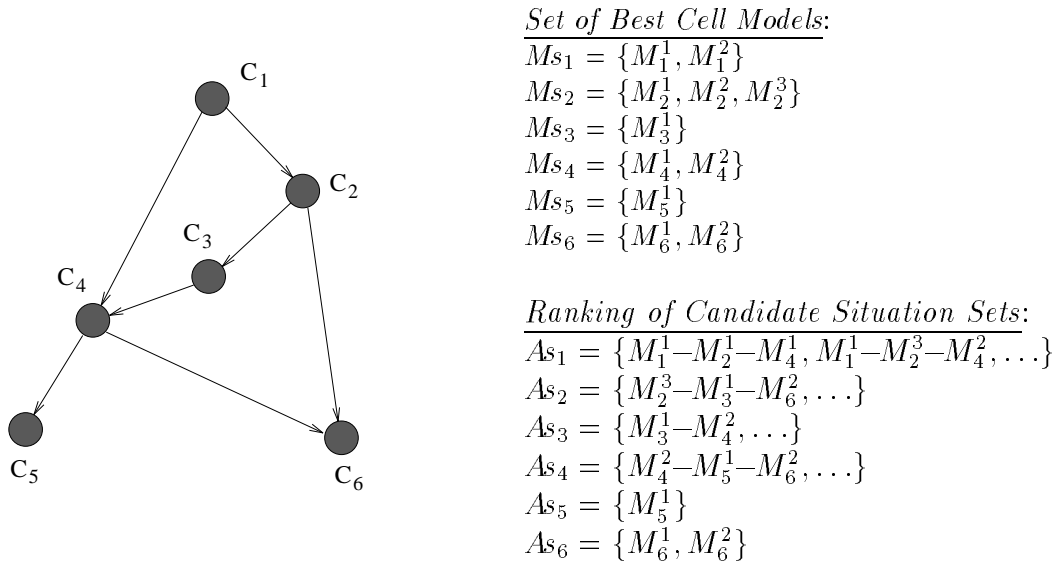 C₁
C₂
C₃
C₄
C₅
C₆
Set of Best Cell Models:
Ms₁ = {M₁¹, M₁²}
Ms₂ = {M₂¹, M₂², M₂³}
Ms₃ = {M₃¹}
Ms₄ = {M₄¹, M₄²}
Ms₅ = {M₅¹}
Ms₆ = {M₆¹, M₆²}
Ranking of Candidate Situation Sets:
As₁ = {M₁¹–M₂¹–M₄¹, M₁¹–M₂³–M₄², ...}
As₂ = {M₂³–M₃¹–M₆², ...}
As₃ = {M₃¹–M₄², ...}
As₄ = {M₄²–M₅¹–M₆², ...}
As₅ = {M₅¹}
As₆ = {M₆¹, M₆²}